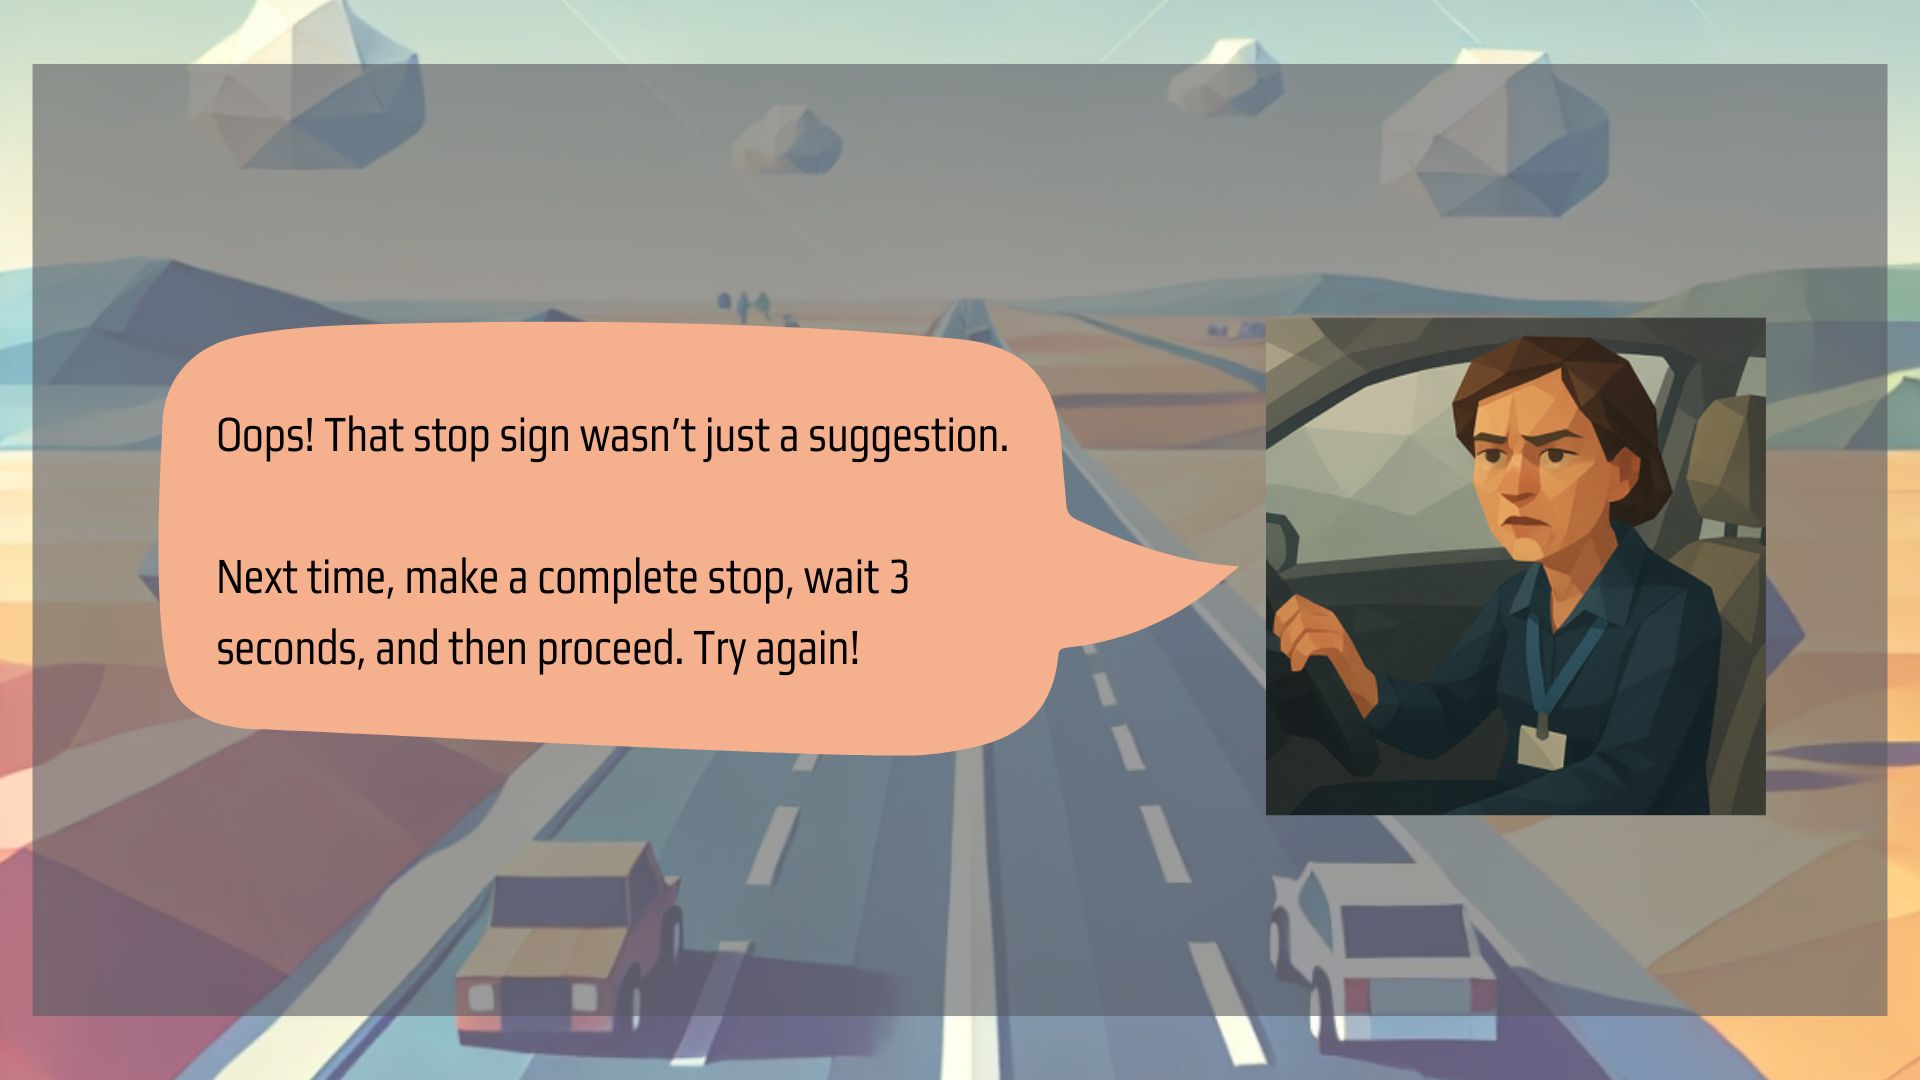 Oops! That stop sign wasn’t just a suggestion.
Next time, make a complete stop, wait 3
seconds, and then proceed. Try again!